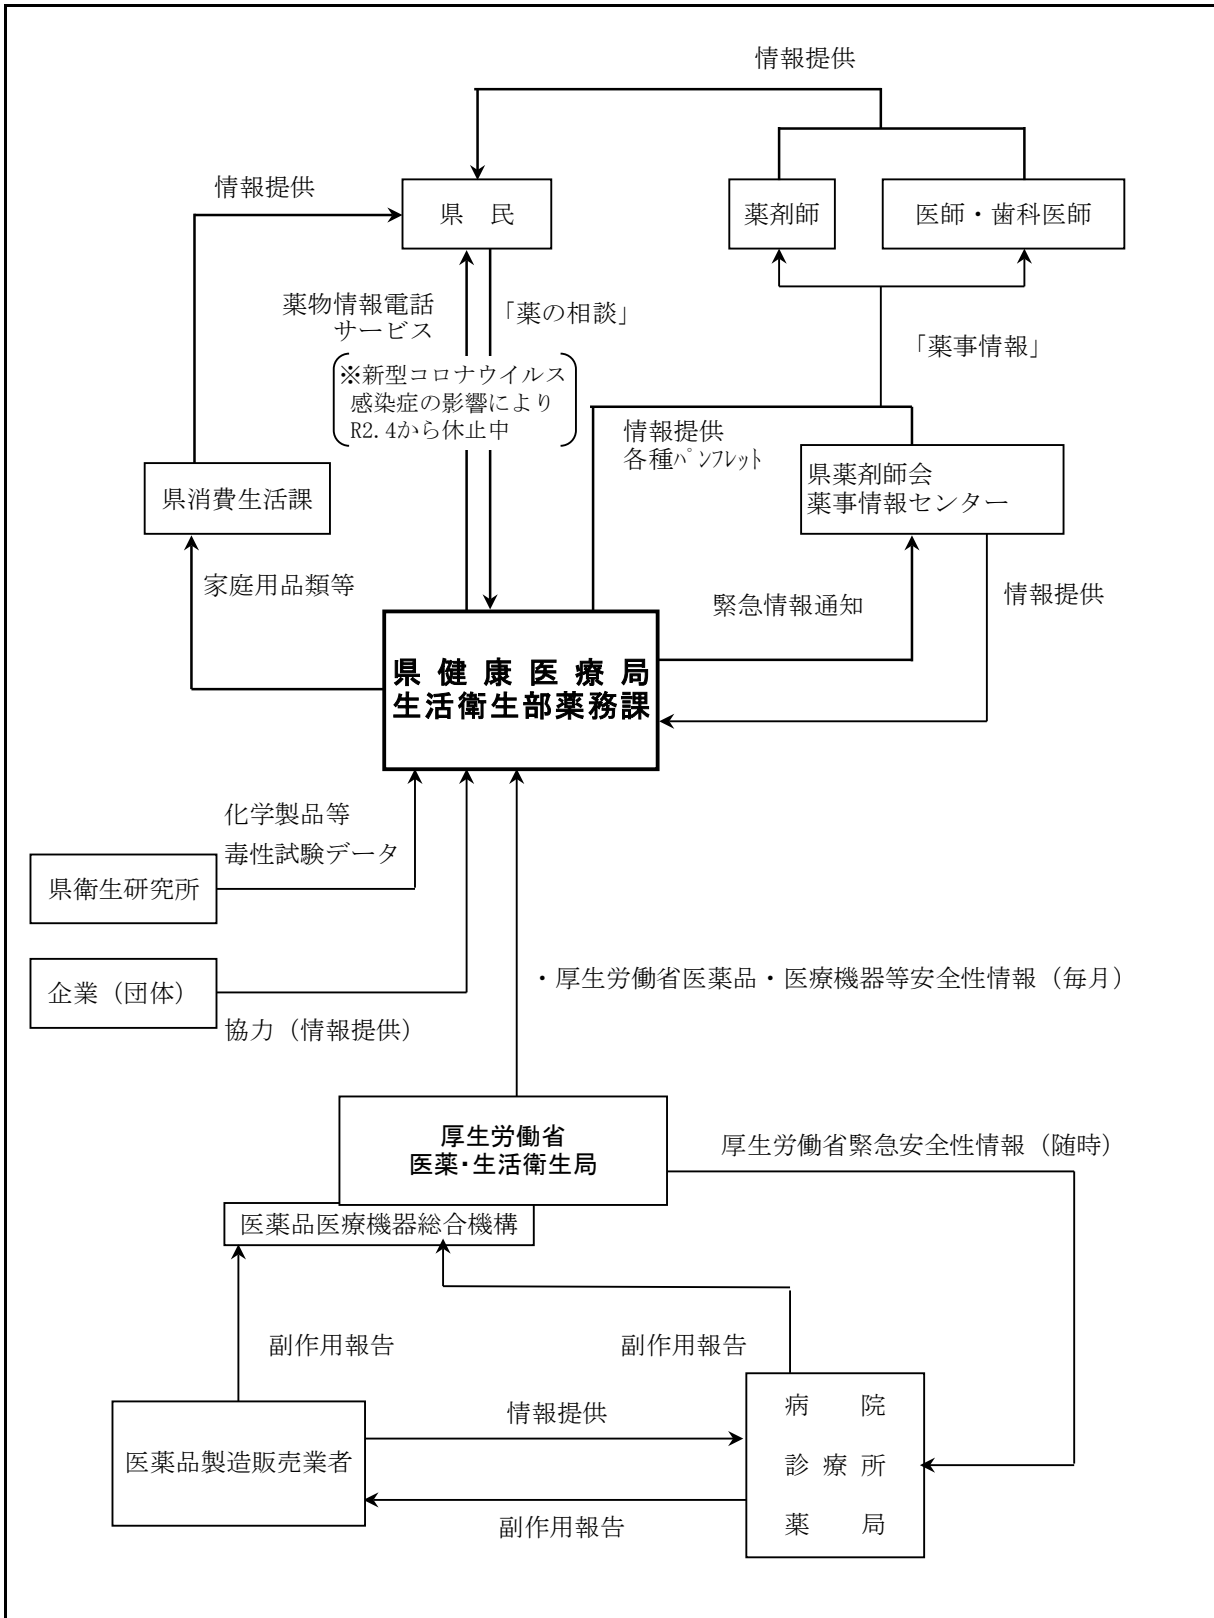 情報提供
情報提供
県　民
薬剤師
医師・歯科医師
薬物情報電話
サービス
「薬の相談」
「薬事情報」
※新型コロナウイルス
感染症の影響により
R2.4から休止中
情報提供
各種パンフレット
県消費生活課
県薬剤師会
薬事情報センター
家庭用品類等
緊急情報通知
情報提供
県健康医療局
生活衛生部薬務課
化学製品等
毒性試験データ
県衛生研究所
企業（団体）
・厚生労働省医薬品・医療機器等安全性情報（毎月）
協力（情報提供）
厚生労働省
医薬・生活衛生局
厚生労働省緊急安全性情報（随時）
医薬品医療機器総合機構
副作用報告
副作用報告
情報提供
病　院
診療所
薬　局
医薬品製造販売業者
副作用報告